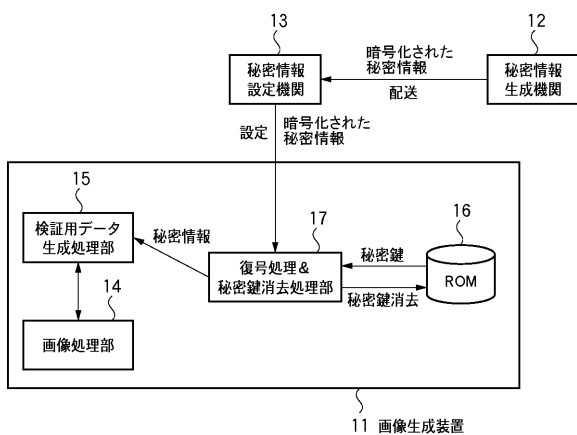 13
秘密情報
設定機関
暗号化された
秘密情報
配送
12
秘密情報
生成機関
設定
暗号化された
秘密情報
15
検証用データ
生成処理部
秘密情報
17
復号処理&
秘密鍵消去処理部
秘密鍵
秘密鍵消去
16
ROM
14
画像処理部
11 画像生成装置